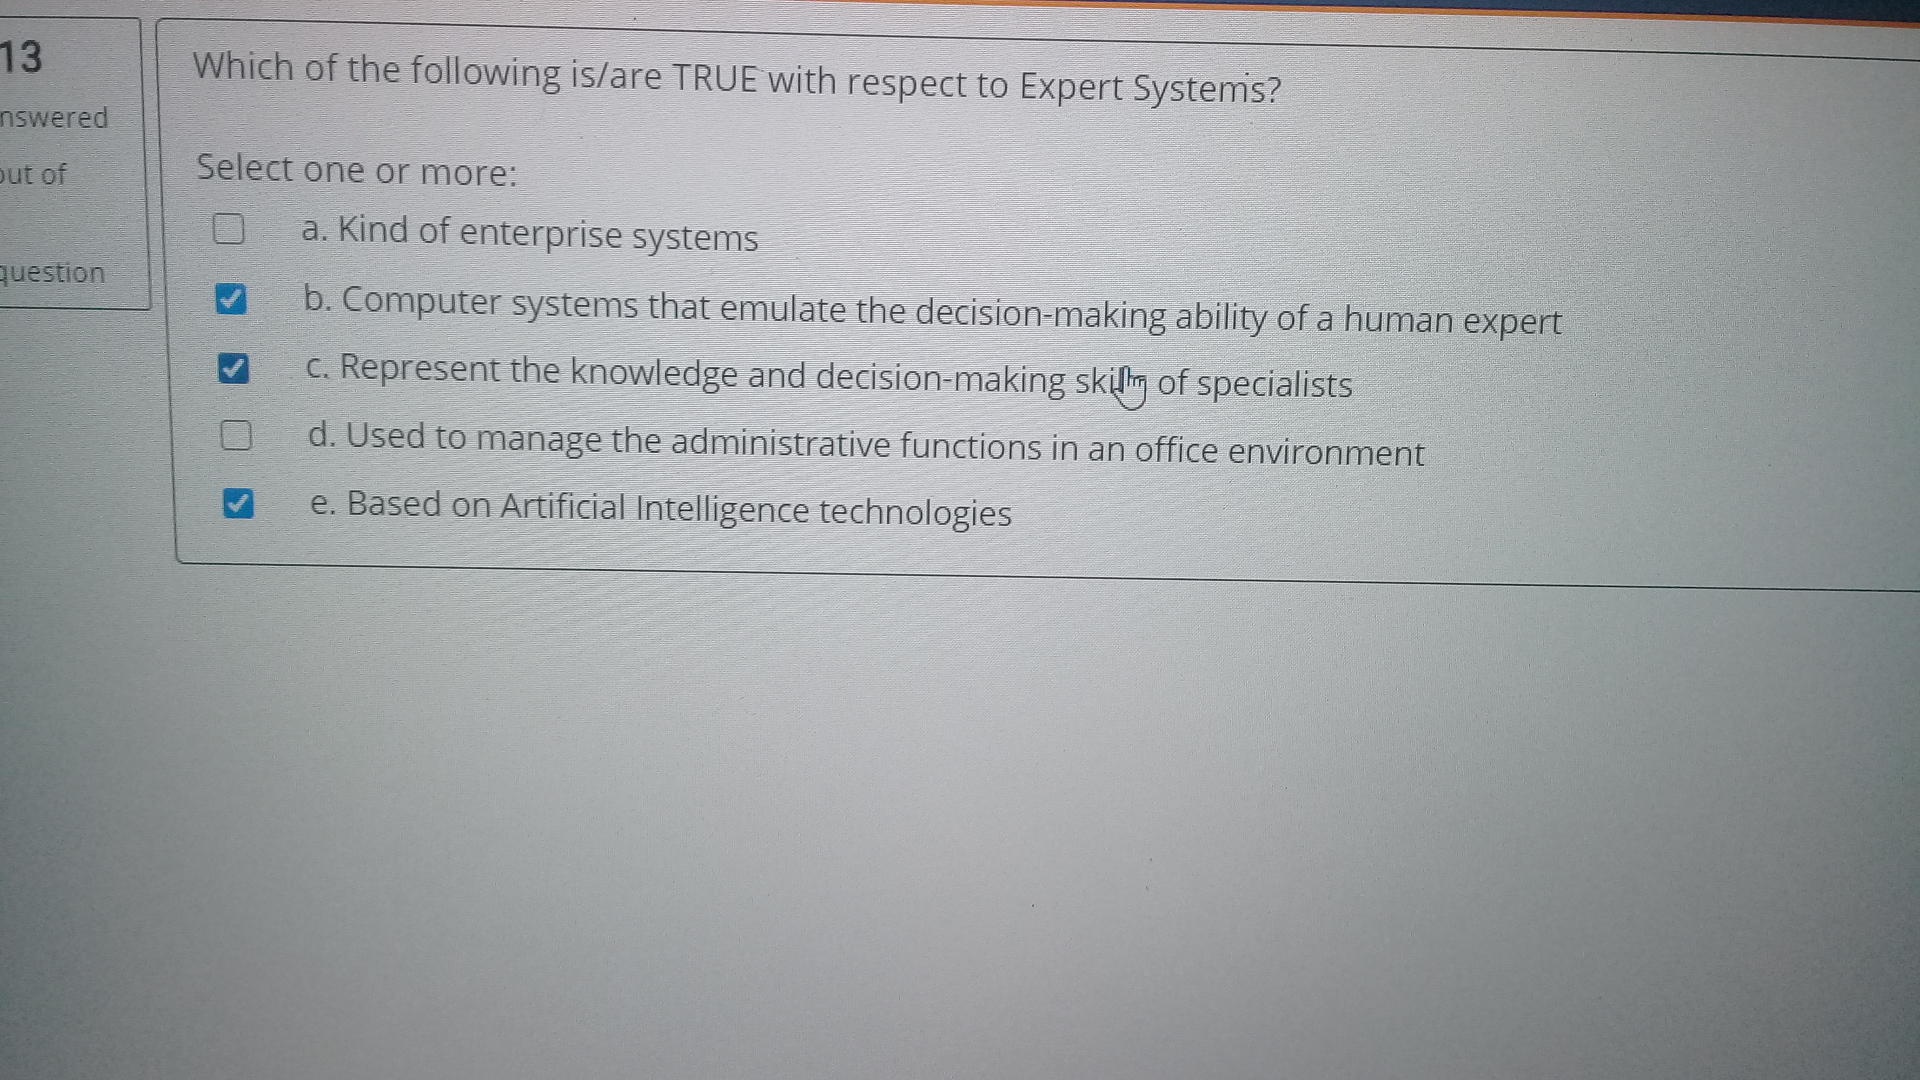 13
nswered
out of
question
Which of the following is/are TRUE with respect to Expert Systems?
Select one or more:
a. Kind of enterprise systems
b. Computer systems that emulate the decision-making ability of a human expert
c. Represent the knowledge and decision-making skills of specialists
d. Used to manage the administrative functions in an office environment
e. Based on Artificial Intelligence technologies